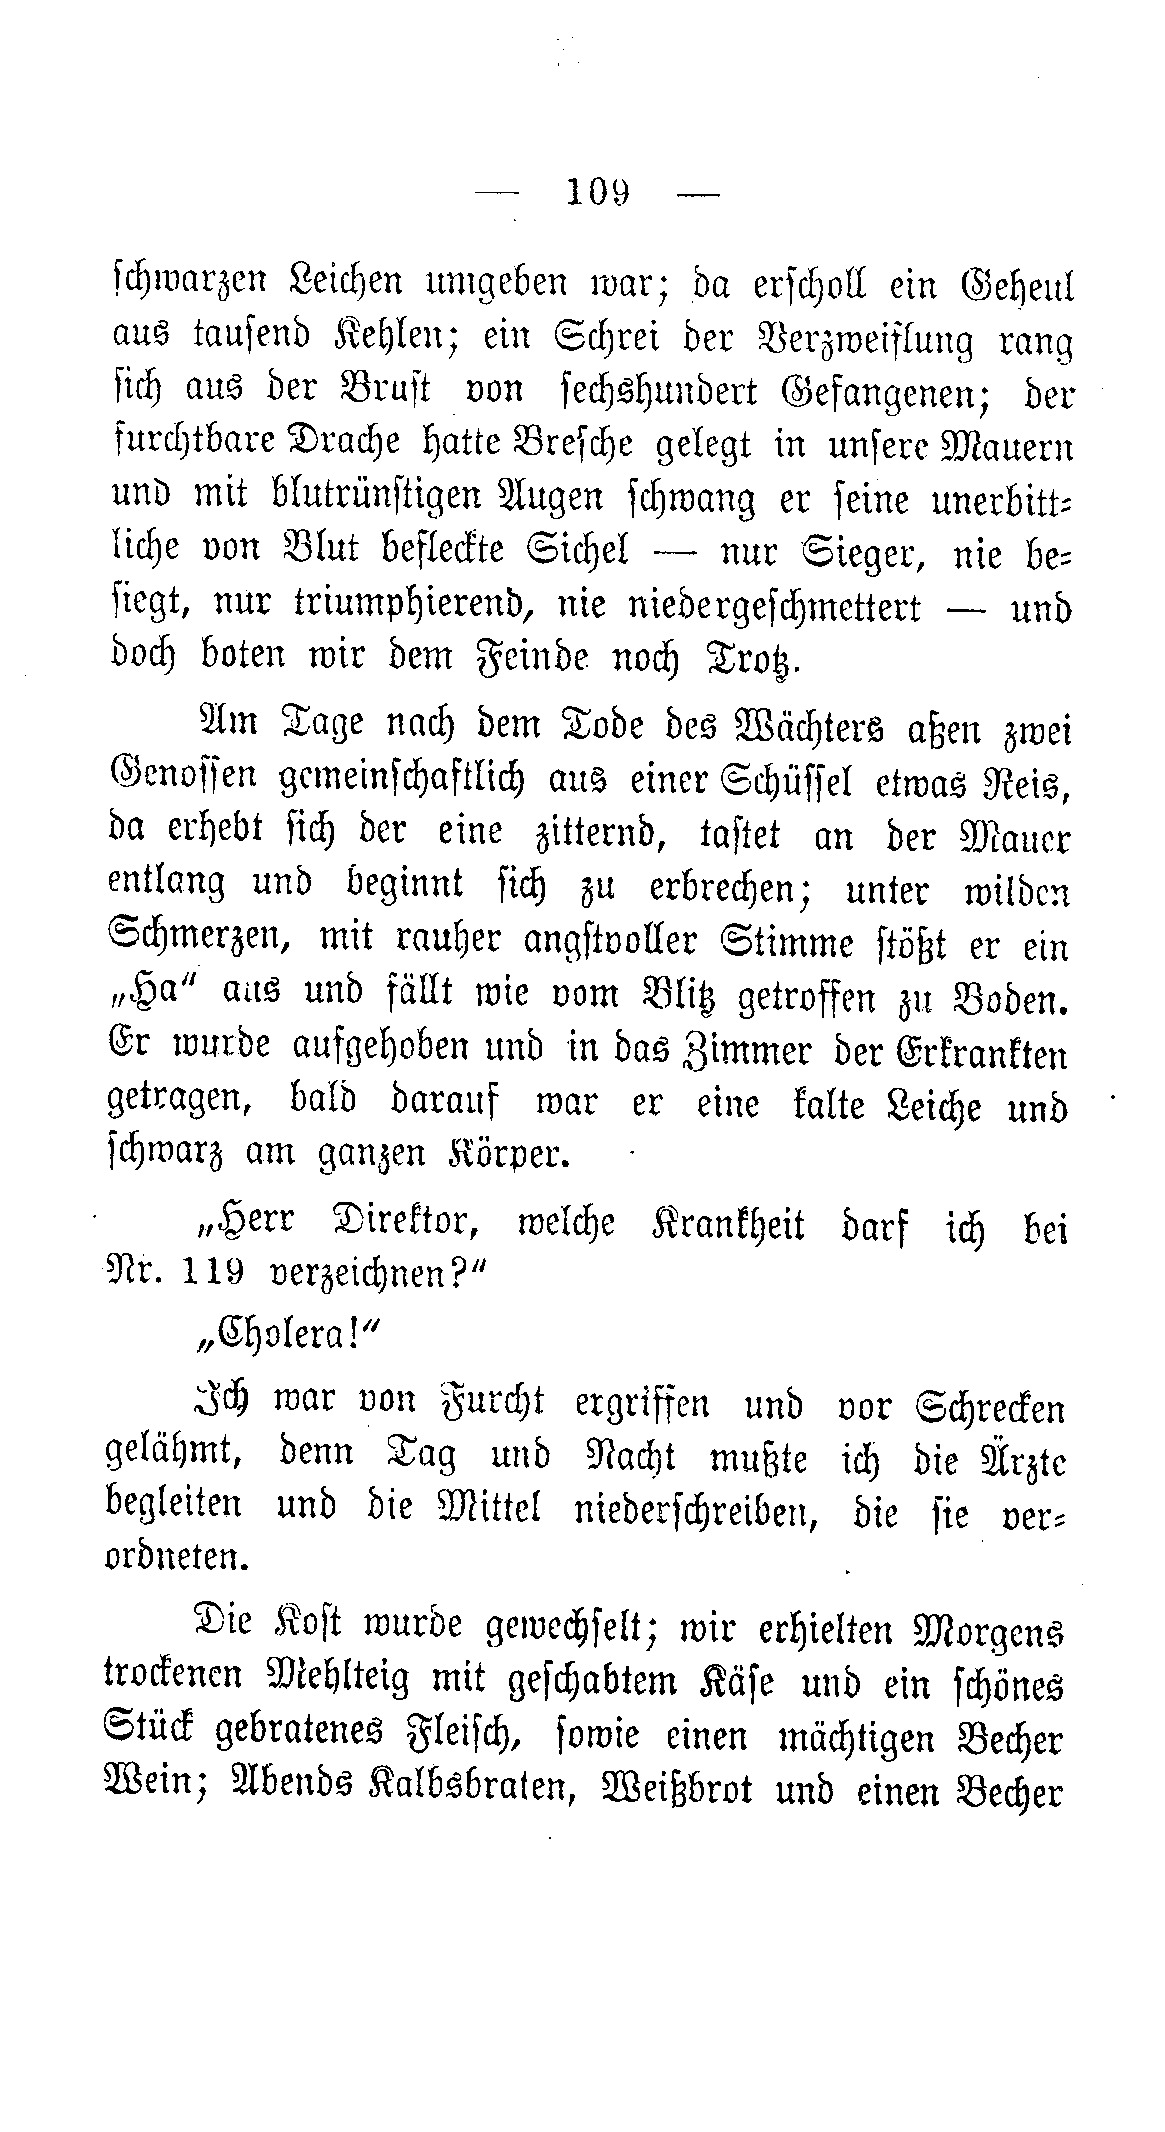 — 109 —
schwarzen Leichen umgeben war; da erscholl ein Geheul
aus tausend Kehlen; ein Schrei der Verzweiflung rang
sich aus der Brust von sechshundert Gefangenen; der
furchtbare Drache hatte Bresche gelegt in unsere Mauern
und mit blutrünstigen Augen schwang er seine unerbitt-
liche von Blut befleckte Sichel — nur Sieger, nie be-
siegt, nur triumphierend, nie niedergeschmettert — und
doch boten wir dem Feinde noch Trotz.
Am Tage nach dem Tode des Wächters aßen zwei
Genossen gemeinschaftlich aus einer Schüssel etwas Reis,
da erhebt sich der eine zitternd, tastet an der Mauer
entlang und beginnt sich zu erbrechen; unter wilden
Schmerzen, mit rauher angstvoller Stimme stößt er ein
„Ha“ aus und fällt wie vom Blitz getroffen zu Boden.
Er wurde aufgehoben und in das Zimmer der Erkrankten
getragen, bald darauf war er eine kalte Leiche und
schwarz am ganzen Körper.
„Herr Direktor, welche Krankheit darf ich bei
Nr. 119 verzeichnen?“
„Cholera!“
Ich war von Furcht ergriffen und vor Schrecken
gelähmt, denn Tag und Nacht mußte ich die Ärzte
begleiten und die Mittel niederschreiben, die sie ver-
ordneten.
Die Kost wurde gewechselt; wir erhielten Morgens
trockenen Mehlteig mit geschabtem Käse und ein schönes
Stück gebratenes Fleisch, sowie einen mächtigen Becher
Wein; Abends Kalbsbraten, Weißbrot und einen Becher